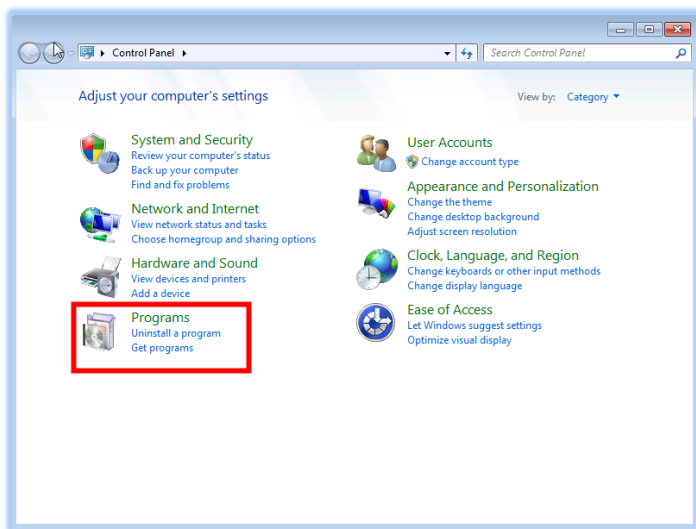 Control Panel
Search Control Panel
Adjust your computer's settings
View by: Category
System and Security
Review your computer's status
Back up your computer
Find and fix problems
Network and Internet
View network status and tasks
Choose homegroup and sharing options
Hardware and Sound
View devices and printers
Add a device
Programs
Uninstall a program
Get programs
User Accounts
Change account type
Appearance and Personalization
Change the theme
Change desktop background
Adjust screen resolution
Clock, Language, and Region
Change keyboards or other input methods
Change display language
Ease of Access
Let Windows suggest settings
Optimize visual display